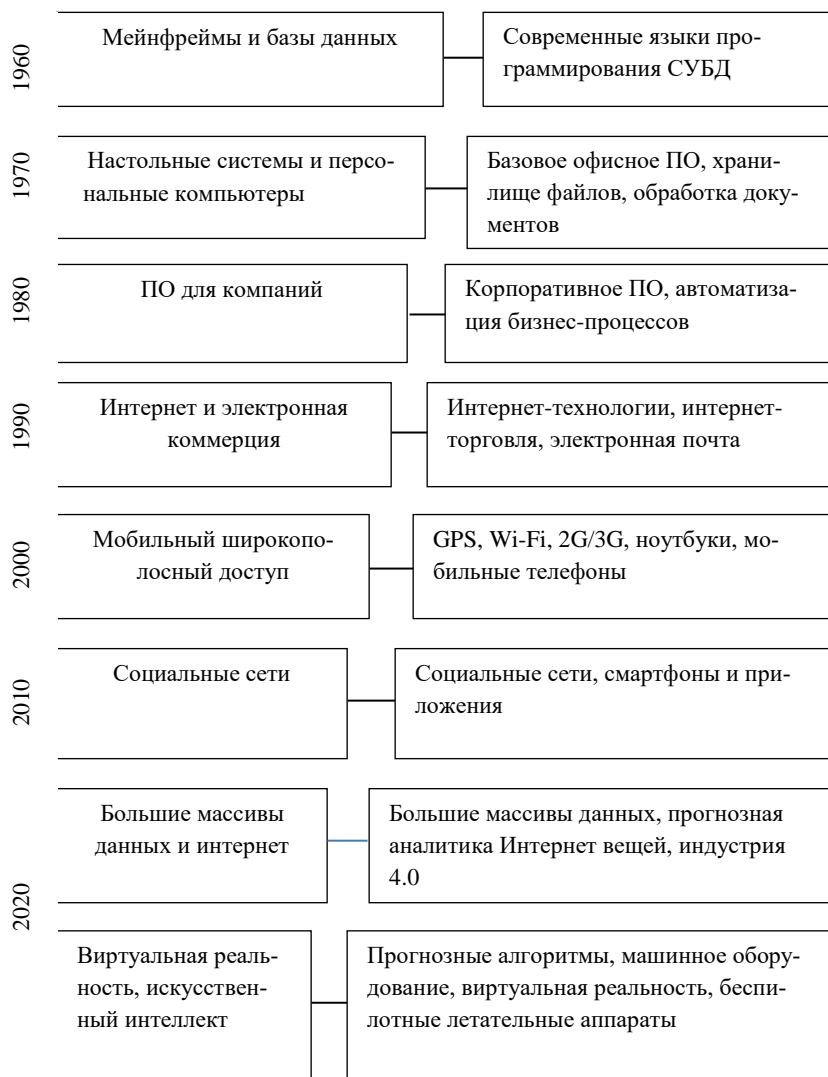 1960
Мейнфреймы и базы данных
Современные языки про-
граммирования СУБД
1970
Настольные системы и персо-
нальные компьютеры
Базовое офисное ПО, храни-
лище файлов, обработка доку-
ментов
1980
ПО для компаний
Корпоративное ПО, автоматиза-
ция бизнес-процессов
1990
Интернет и электронная
коммерция
Интернет-технологии, интернет-
торговля, электронная почта
2000
Мобильный широкопо-
лосный доступ
GPS, Wi-Fi, 2G/3G, ноутбуки, мо-
бильные телефоны
2010
Социальные сети
Социальные сети, смартфоны и при-
ложения
2020
Большие массивы
данных и интернет
Большие массивы данных, прогнозная
аналитика Интернет вещей, индустрия
4.0
Виртуальная реаль-
ность, искусствен-
ный интеллект
Прогнозные алгоритмы, машинное обору-
дование, виртуальная реальность, беспи-
лотные летательные аппараты